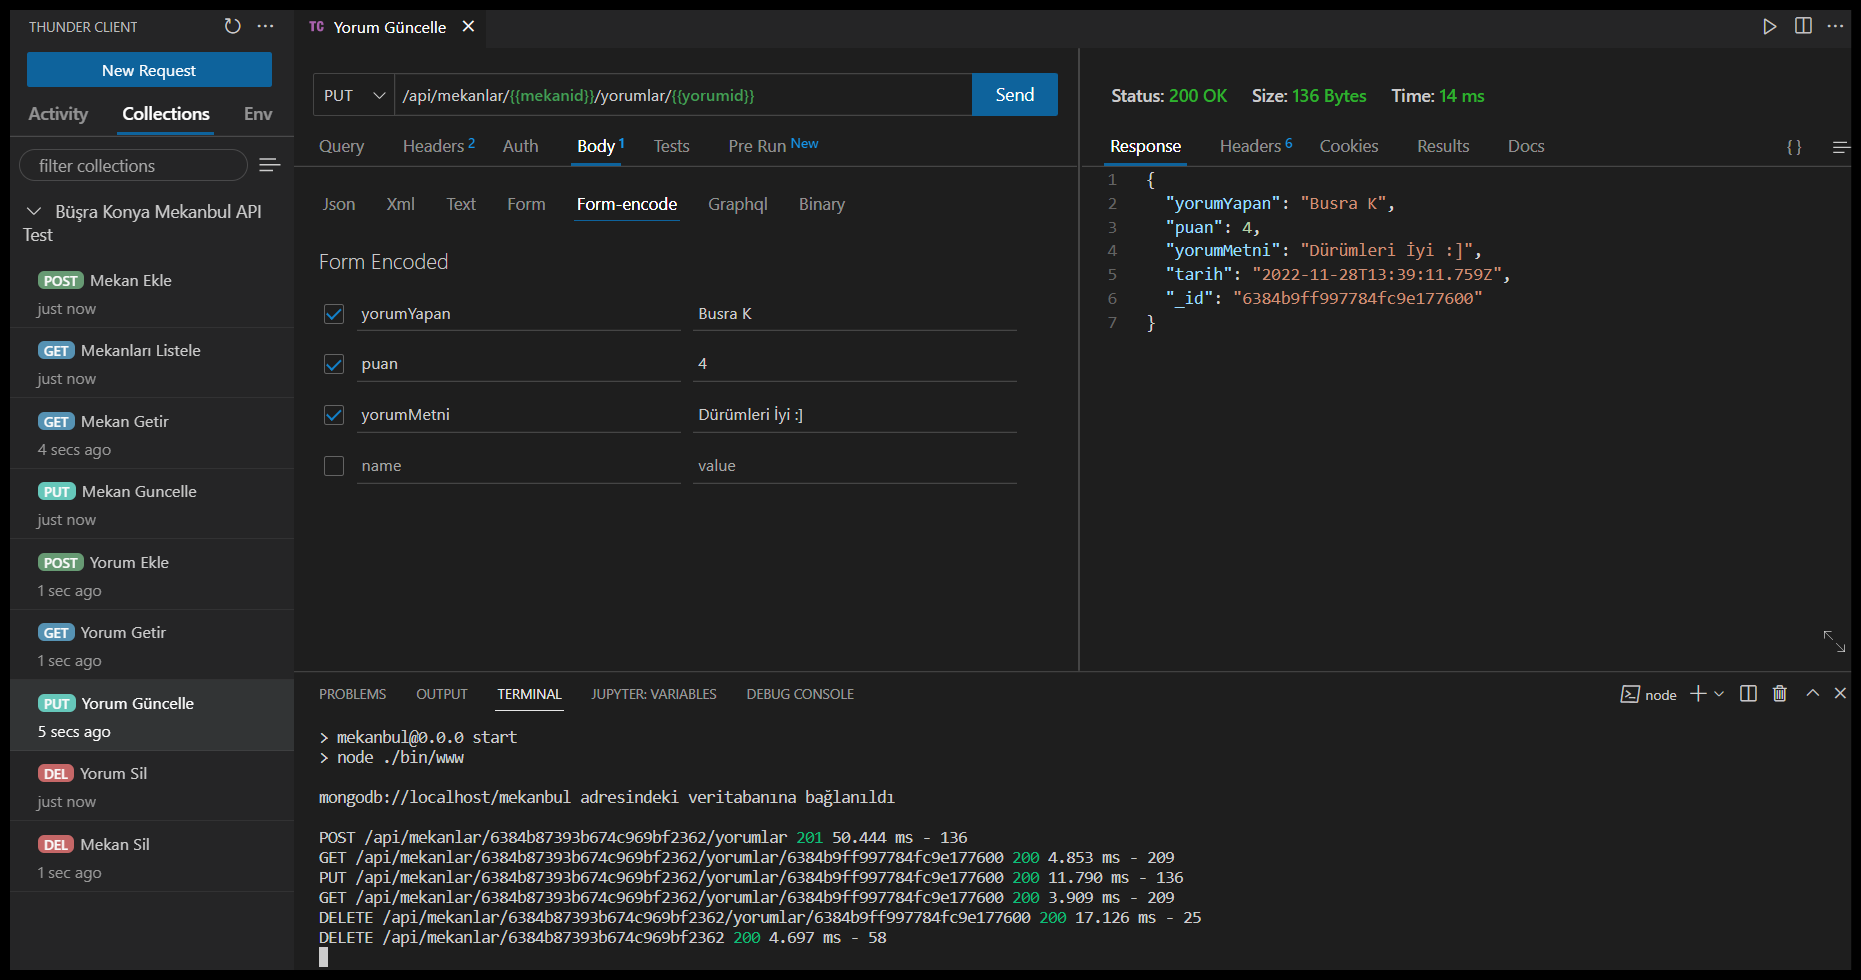 THUNDER CLIENT
New Request
Activity Collections Env
filter collections
Büşra Konya Mekanbul API
Test
POST Mekan Ekle
just now
GET Mekanları Listele
just now
GET Mekan Getir
4 secs ago
PUT Mekan Guncelle
just now
POST Yorum Ekle
1 sec ago
GET Yorum Getir
1 sec ago
PUT Yorum Güncelle
5 secs ago
DEL Yorum Sil
just now
DEL Mekan Sil
1 sec ago
TC Yorum Güncelle
PUT /api/mekanlar/{{mekanid}}/yorumlar/{{yorumid}} Send
Query Headers 2 Auth Body 1 Tests Pre Run New
Json Xml Text Form Form-encode Graphql Binary
Form Encoded
yorumYapan Busra K
puan 4
yorumMetni Dürümleri İyi :]
name value
Status: 200 OK Size: 136 Bytes Time: 14 ms
Response Headers 6 Cookies Results Docs {}
1 {
2 "yorumYapan": "Busra K",
3 "puan": 4,
4 "yorumMetni": "Dürümleri İyi :]",
5 "tarih": "2022-11-28T13:39:11.759Z",
6 "_id": "6384b9ff997784fc9e177600"
7 }
PROBLEMS OUTPUT TERMINAL JUPYTER: VARIABLES DEBUG CONSOLE
node
> mekanbul@0.0.0 start
> node ./bin/www
mongodb://localhost/mekanbul adresindeki veritabanına bağlanıldı
POST /api/mekanlar/6384b87393b674c969bf2362/yorumlar 201 50.444 ms - 136
GET /api/mekanlar/6384b87393b674c969bf2362/yorumlar/6384b9ff997784fc9e177600 200 4.853 ms - 209
PUT /api/mekanlar/6384b87393b674c969bf2362/yorumlar/6384b9ff997784fc9e177600 200 11.790 ms - 136
GET /api/mekanlar/6384b87393b674c969bf2362/yorumlar/6384b9ff997784fc9e177600 200 3.909 ms - 209
DELETE /api/mekanlar/6384b87393b674c969bf2362/yorumlar/6384b9ff997784fc9e177600 200 17.126 ms - 25
DELETE /api/mekanlar/6384b87393b674c969bf2362 200 4.697 ms - 58